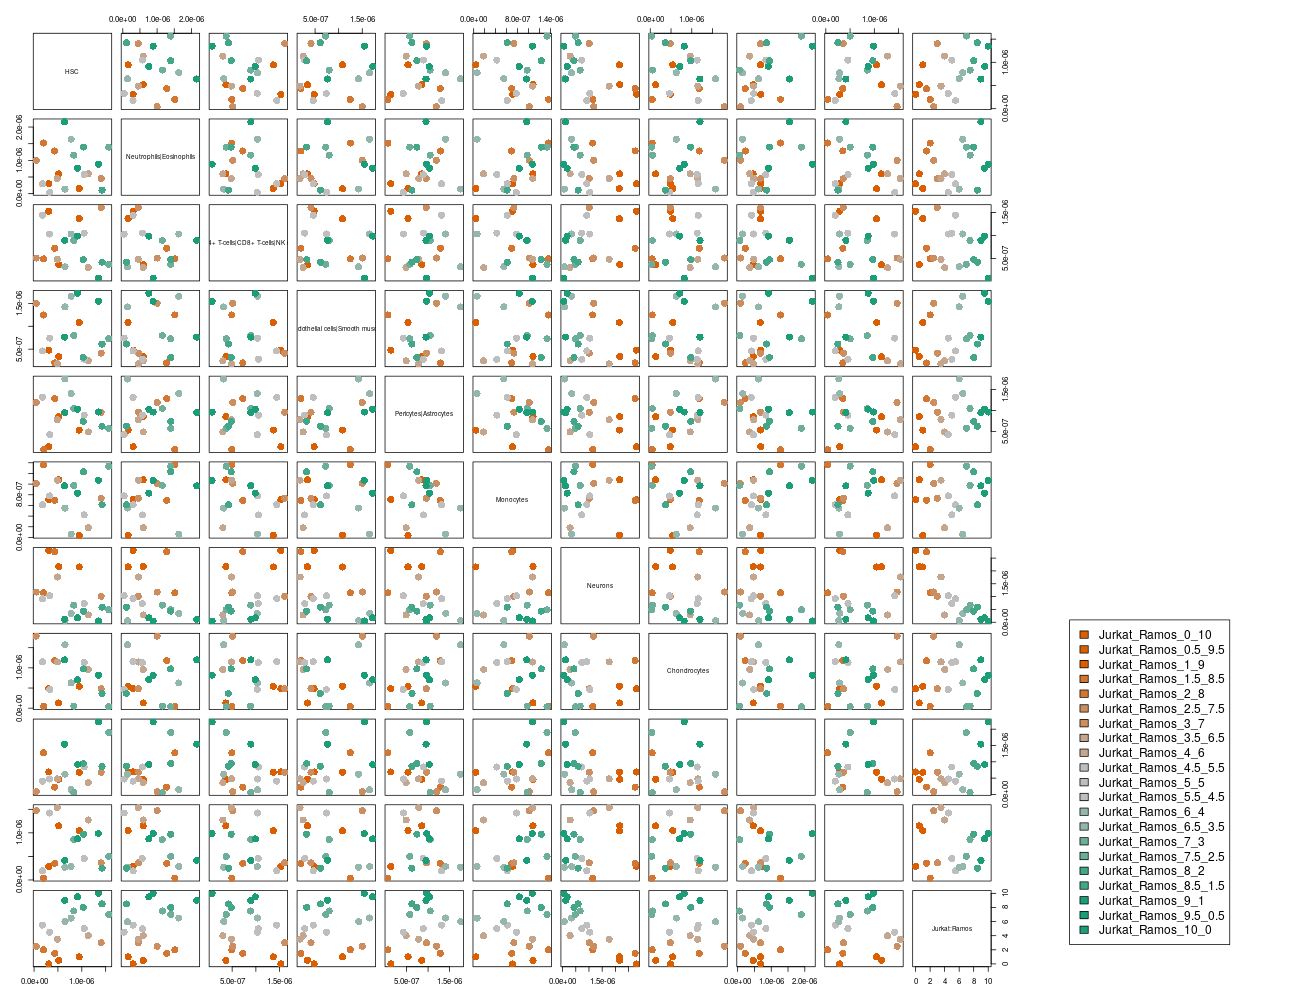 0.0e+00 1.0e-06 2.0e-06
0.0e+00 8.0e-07 1.4e-06
0.0e+00 1.0e-06
0.0e+00 1.0e-06
5.0e-07 1.5e-06
HSC
0.0e+00 1.0e-06
0.0e+00 1.0e-06 2.0e-06
Neutrophils|Eosinophils
4+ T-cells|CD8+ T-cells|NK
5.0e-07 1.5e-06
5.0e-07 1.5e-06
dothelial cells|Smooth musc
Pericytes|Astrocytes
5.0e-07 1.5e-06
0.0e+00 8.0e-07
Monocytes
Neurons
0.0e+00 1.5e-06
0.0e+00 1.0e-06
Chondrocytes
0.0e+00 1.5e-06
0.0e+00 1.0e-06
Jurkat:Ramos
0 2 4 6 8 10
0.0e+00 1.0e-06
5.0e-07 1.5e-06
5.0e-07 1.5e-06
0.0e+00 1.5e-06
0.0e+00 1.0e-06 2.0e-06
0 2 4 6 8 10
Jurkat_Ramos_0_10
Jurkat_Ramos_0.5_9.5
Jurkat_Ramos_1_9
Jurkat_Ramos_1.5_8.5
Jurkat_Ramos_2_8
Jurkat_Ramos_2.5_7.5
Jurkat_Ramos_3_7
Jurkat_Ramos_3.5_6.5
Jurkat_Ramos_4_6
Jurkat_Ramos_4.5_5.5
Jurkat_Ramos_5_5
Jurkat_Ramos_5.5_4.5
Jurkat_Ramos_6_4
Jurkat_Ramos_6.5_3.5
Jurkat_Ramos_7_3
Jurkat_Ramos_7.5_2.5
Jurkat_Ramos_8_2
Jurkat_Ramos_8.5_1.5
Jurkat_Ramos_9_1
Jurkat_Ramos_9.5_0.5
Jurkat_Ramos_10_0